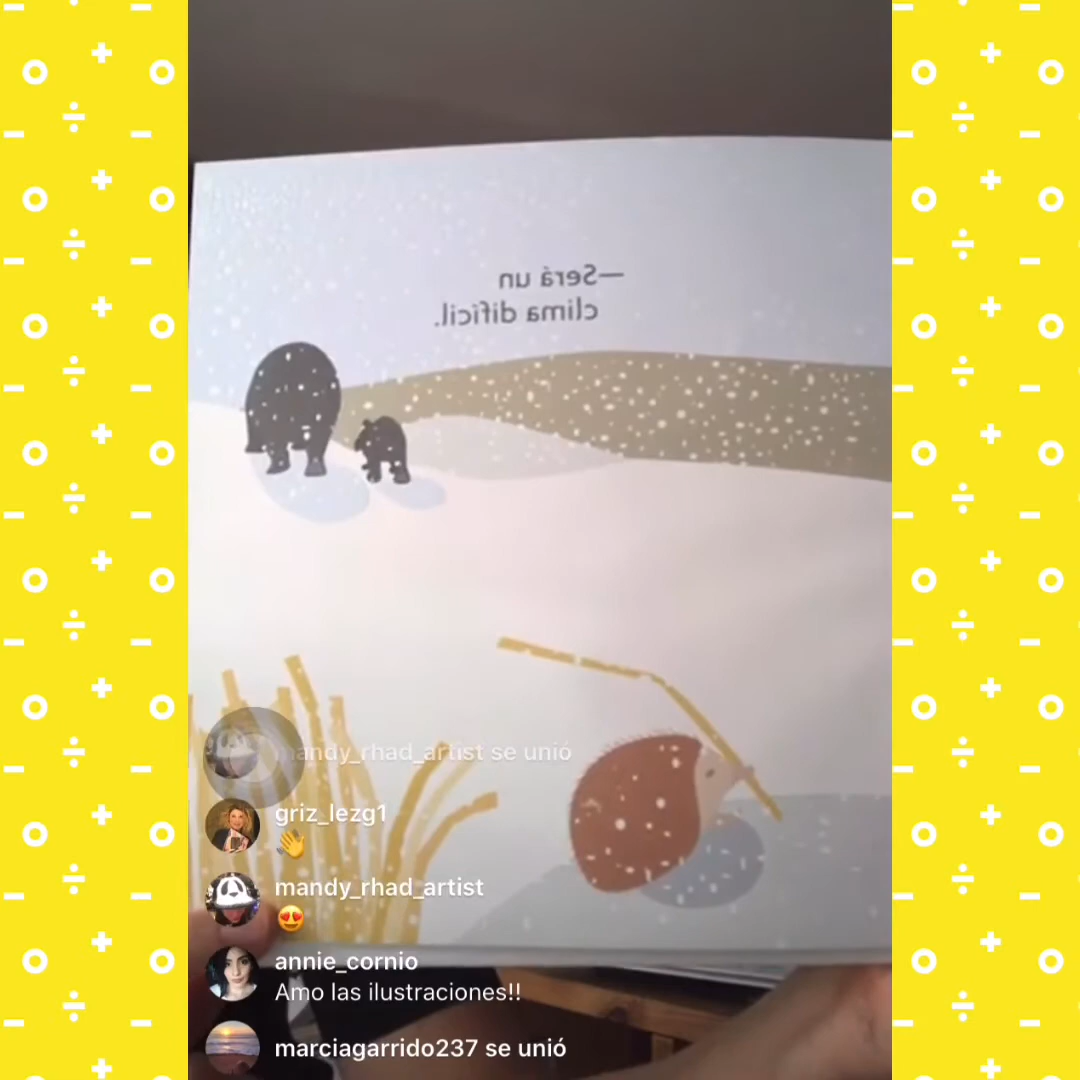 —Será un
clima difícil.
mandy_rhad_artist se unió
griz_lezg1
👋
mandy_rhad_artist
😍
annie_cornio
Amo las ilustraciones!!
marciagarrido237 se unió